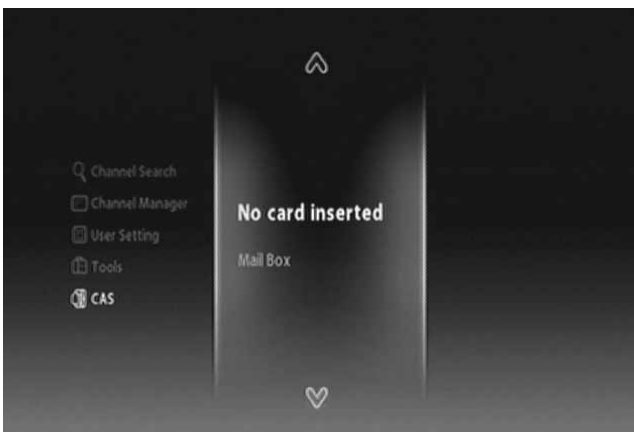 Channel Search
Channel Manager
User Setting
Tools
CAS
No card inserted
Mail Box